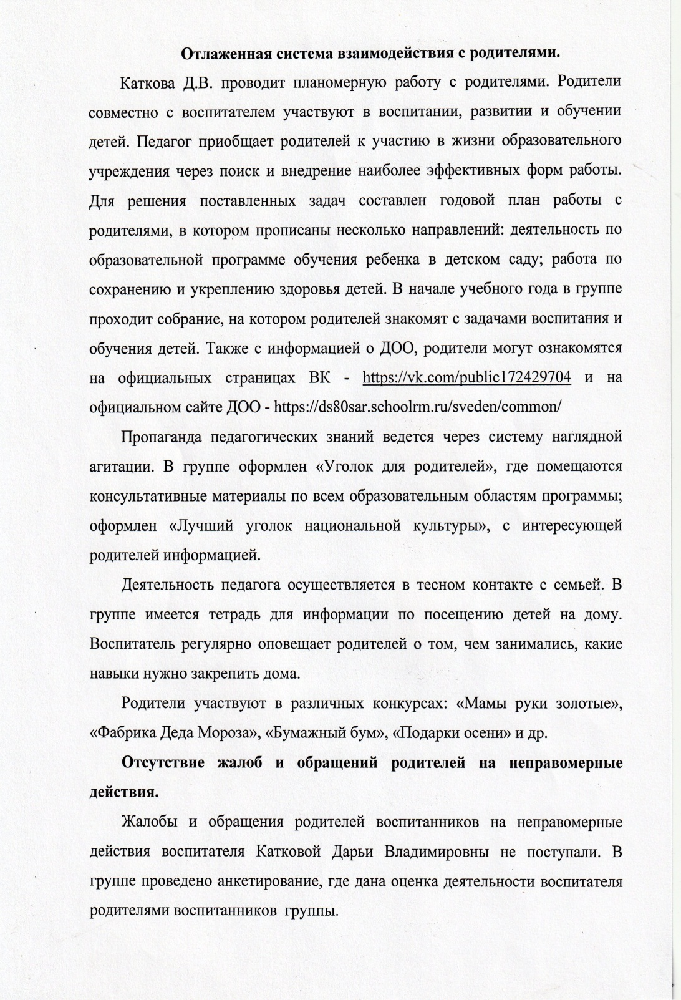 Отлаженная система взаимодействия с родителями.
Каткова Д.В. проводит планомерную работу с родителями. Родители
совместно с воспитателем участвуют в воспитании, развитии и обучении
детей. Педагог приобщает родителей к участию в жизни образовательного
учреждения через поиск и внедрение наиболее эффективных форм работы.
Для решения поставленных задач составлен годовой план работы с
родителями, в котором прописаны несколько направлений: деятельность по
образовательной программе обучения ребенка в детском саду; работа по
сохранению и укреплению здоровья детей. В начале учебного года в группе
проходит собрание, на котором родителей знакомят с задачами воспитания и
обучения детей. Также с информацией о ДОО, родители могут ознакомятся
на официальных страницах ВК - https://vk.com/public172429704 и на
официальном сайте ДОО - https://ds80sar.schoolrm.ru/sveden/common/
Пропаганда педагогических знаний ведется через систему наглядной
агитации. В группе оформлен «Уголок для родителей», где помещаются
консультативные материалы по всем образовательным областям программы;
оформлен «Лучший уголок национальной культуры», с интересующей
родителей информацией.
Деятельность педагога осуществляется в тесном контакте с семьей. В
группе имеется тетрадь для информации по посещению детей на дому.
Воспитатель регулярно оповещает родителей о том, чем занимались, какие
навыки нужно закрепить дома.
Родители участвуют в различных конкурсах: «Мамы руки золотые»,
«Фабрика Деда Мороза», «Бумажный бум», «Подарки осени» и др.
Отсутствие жалоб и обращений родителей на неправомерные
действия.
Жалобы и обращения родителей воспитанников на неправомерные
действия воспитателя Катковой Дарьи Владимировны не поступали. В
группе проведено анкетирование, где дана оценка деятельности воспитателя
родителями воспитанников группы.